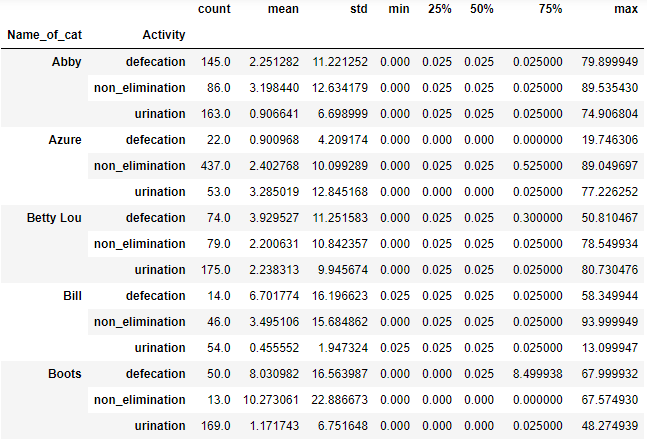 count mean std min 25% 50% 75% max
Name_of_cat Activity
Abby defecation 145.0 2.251282 11.221252 0.000 0.025 0.025 0.025000 79.899949
non_elimination 86.0 3.198440 12.634179 0.000 0.025 0.025 0.025000 89.535430
urination 163.0 0.906641 6.698999 0.000 0.025 0.025 0.025000 74.906804
Azure defecation 22.0 0.900968 4.209174 0.000 0.000 0.000 0.000000 19.746306
non_elimination 437.0 2.402768 10.099289 0.000 0.025 0.025 0.525000 89.049697
urination 53.0 3.285019 12.845168 0.000 0.000 0.025 0.025000 77.226252
Betty Lou defecation 74.0 3.929527 11.251583 0.000 0.025 0.025 0.300000 50.810467
non_elimination 79.0 2.200631 10.842357 0.000 0.025 0.025 0.025000 78.549934
urination 175.0 2.238313 9.945674 0.000 0.025 0.025 0.025000 80.730476
Bill defecation 14.0 6.701774 16.196623 0.025 0.025 0.025 0.025000 58.349944
non_elimination 46.0 3.495106 15.684862 0.000 0.025 0.025 0.025000 93.999949
urination 54.0 0.455552 1.947324 0.025 0.025 0.025 0.025000 13.099947
Boots defecation 50.0 8.030982 16.563987 0.000 0.000 0.025 8.499938 67.999932
non_elimination 13.0 10.273061 22.886673 0.000 0.000 0.000 0.000000 67.574930
urination 169.0 1.171743 6.751648 0.000 0.000 0.000 0.025000 48.274939